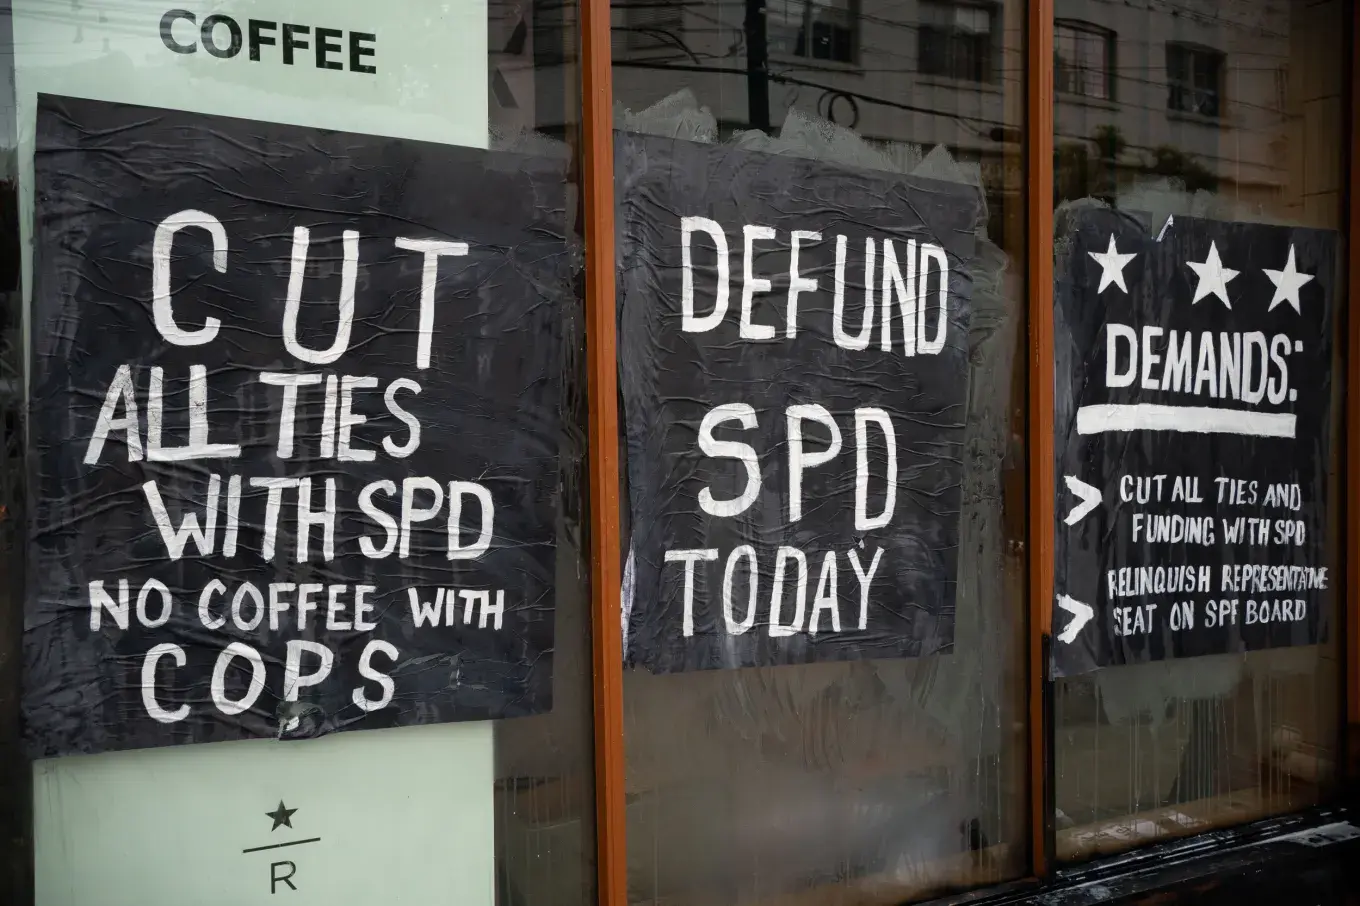 COFFEE
CUT
ALL TIES
WITH SPD
NO COFFEE WITH
COPS
R
DEFUND
SPD
TODAY
DEMANDS:
> CUT ALL TIES AND
FUNDING WITH SPD
> RELINQUISH REPRESENTATIVE
SEAT ON SPF BOARD